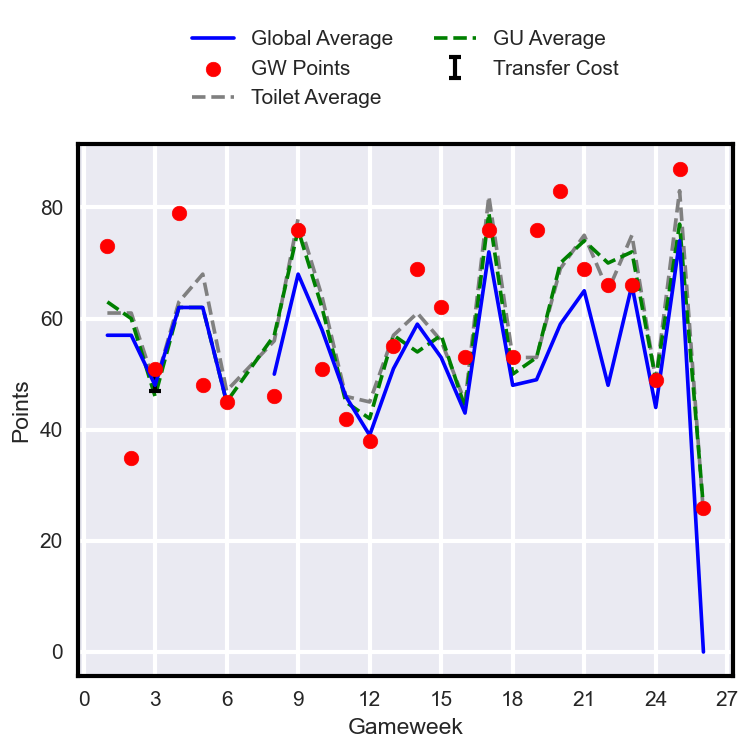 Global Average
GW Points
Toilet Average
GU Average
Transfer Cost
Points
80
60
40
20
0
0 3 6 9 12 15 18 21 24 27
Gameweek